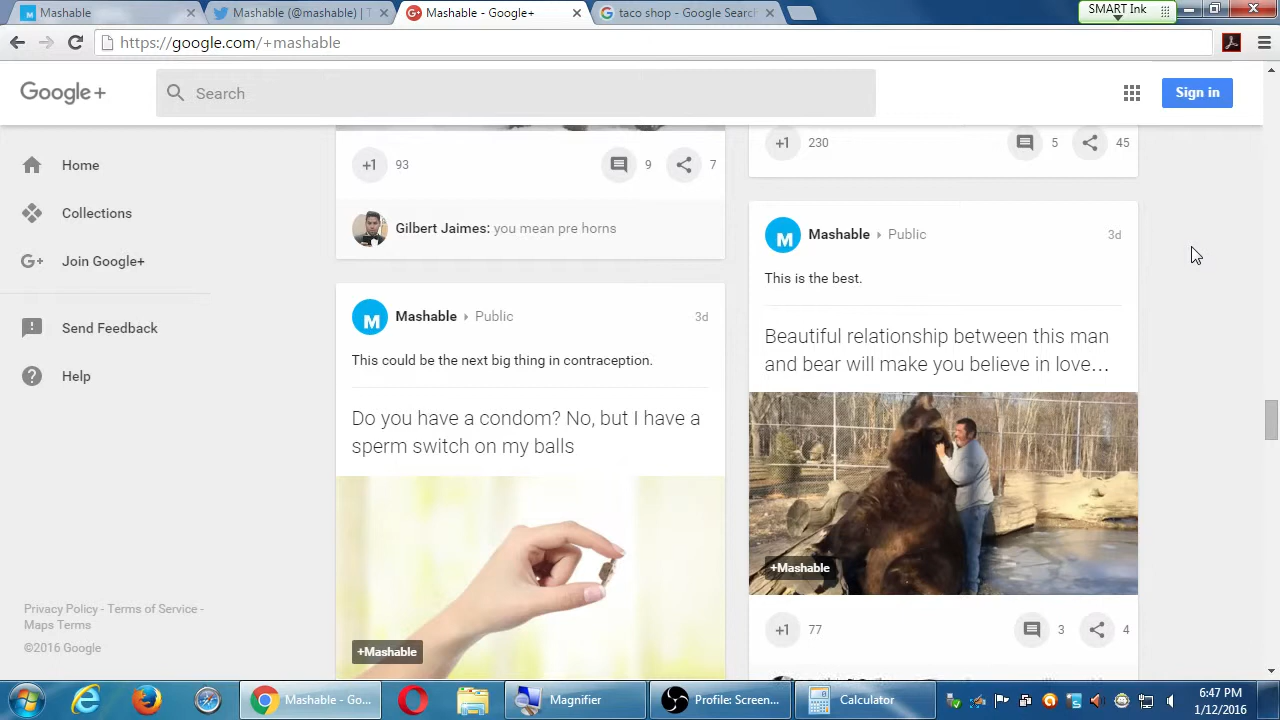 Mashable
Mashable (@mashable) | T
Mashable - Google+
taco shop - Google Search
SMART Ink
https://google.com/+mashable
Google+
Search
Sign in
Home
Collections
G+ Join Google+
Send Feedback
Help
Privacy Policy - Terms of Service -
Maps Terms
©2016 Google
+1 93 9 7
Gilbert Jaimes: you mean pre horns
M Mashable Public 3d
This could be the next big thing in contraception.
Do you have a condom? No, but I have a
sperm switch on my balls
+Mashable
+1 230 5 45
M Mashable Public 3d
This is the best.
Beautiful relationship between this man
and bear will make you believe in love...
+Mashable
+1 77 3 4
Mashable - Go...
Magnifier
Profile: Screen...
Calculator
6:47 PM
1/12/2016